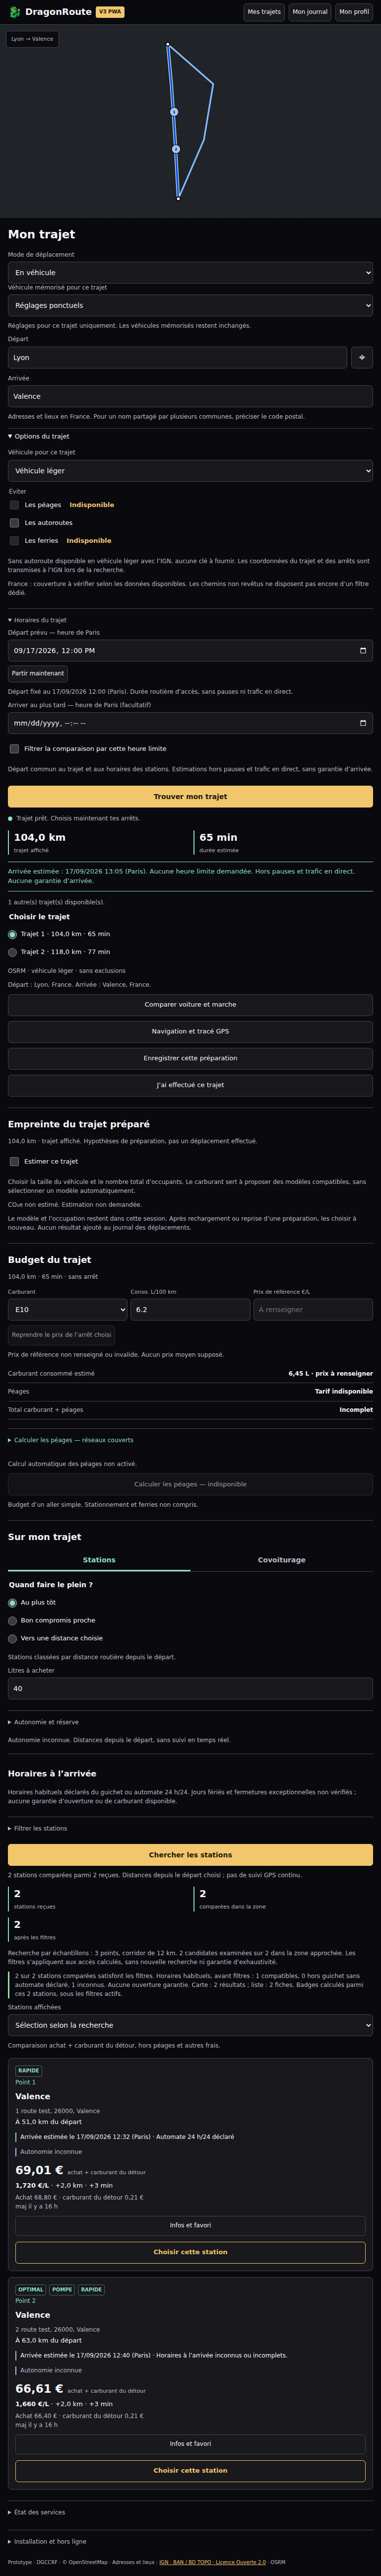 DragonRoute V3 PWA
Mes trajets
Mon journal
Mon profil
Lyon → Valence
1
2
Mon trajet
Mode de déplacement
En véhicule
Véhicule mémorisé pour ce trajet
Réglages ponctuels
Réglages pour ce trajet uniquement. Les véhicules mémorisés restent inchangés.
Départ
Lyon
Arrivée
Valence
Adresses et lieux en France. Pour un nom partagé par plusieurs communes, préciser le code postal.
▼ Options du trajet
Véhicule pour ce trajet
Véhicule léger
Éviter
Les péages Indisponible
Les autoroutes
Les ferries Indisponible
Sans autoroute disponible en véhicule léger avec l’IGN, aucune clé à fournir. Les coordonnées du trajet et des arrêts sont
transmises à l’IGN lors de la recherche.
France : couverture à vérifier selon les données disponibles. Les chemins non revêtus ne disposent pas encore d’un filtre
dédié.
▼ Horaires du trajet
Départ prévu — heure de Paris
09/17/2026, 12:00 PM
Partir maintenant
Départ fixé au 17/09/2026 12:00 (Paris). Durée routière d’accès, sans pauses ni trafic en direct.
Arriver au plus tard — heure de Paris (facultatif)
mm/dd/yyyy, --:-- --
Filtrer la comparaison par cette heure limite
Départ commun au trajet et aux horaires des stations. Estimations hors pauses et trafic en direct, sans garantie d’arrivée.
Trouver mon trajet
Trajet prêt. Choisis maintenant tes arrêts.
104,0 km
trajet affiché
65 min
durée estimée
Arrivée estimée : 17/09/2026 13:05 (Paris). Aucune heure limite demandée. Hors pauses et trafic en direct.
Aucune garantie d’arrivée.
1 autre(s) trajet(s) disponible(s).
Choisir le trajet
Trajet 1 · 104,0 km · 65 min
Trajet 2 · 118,0 km · 77 min
OSRM · véhicule léger · sans exclusions
Départ : Lyon, France. Arrivée : Valence, France.
Comparer voiture et marche
Navigation et tracé GPS
Enregistrer cette préparation
J’ai effectué ce trajet
Empreinte du trajet préparé
104,0 km · trajet affiché. Hypothèses de préparation, pas un déplacement effectué.
Estimer ce trajet
Choisir la taille du véhicule et le nombre total d’occupants. Le carburant sert à proposer des modèles compatibles, sans
sélectionner un modèle automatiquement.
CO₂e non estimé. Estimation non demandée.
Le modèle et l’occupation restent dans cette session. Après rechargement ou reprise d’une préparation, les choisir à
nouveau. Aucun résultat ajouté au journal des déplacements.
Budget du trajet
104,0 km · 65 min · sans arrêt
Carburant
E10
Conso. L/100 km
6.2
Prix de référence €/L
À renseigner
Reprendre le prix de l’arrêt choisi
Prix de référence non renseigné ou invalide. Aucun prix moyen supposé.
Carburant consommé estimé 6,45 L · prix à renseigner
Péages Tarif indisponible
Total carburant + péages Incomplet
▶ Calculer les péages — réseaux couverts
Calcul automatique des péages non activé.
Calculer les péages — indisponible
Budget d’un aller simple. Stationnement et ferries non compris.
Sur mon trajet
Stations
Covoiturage
Quand faire le plein ?
Au plus tôt
Bon compromis proche
Vers une distance choisie
Stations classées par distance routière depuis le départ.
Litres à acheter
40
▶ Autonomie et réserve
Autonomie inconnue. Distances depuis le départ, sans suivi en temps réel.
Horaires à l’arrivée
Horaires habituels déclarés du guichet ou automate 24 h/24. Jours fériés et fermetures exceptionnelles non vérifiés ;
aucune garantie d’ouverture ou de carburant disponible.
▶ Filtrer les stations
Chercher les stations
2 stations comparées parmi 2 reçues. Distances depuis le départ choisi ; pas de suivi GPS continu.
2
stations reçues
2
comparées dans la zone
2
après les filtres
Recherche par échantillons : 3 points, corridor de 12 km. 2 candidates examinées sur 2 dans la zone approchée. Les
filtres s’appliquent aux accès calculés, sans nouvelle recherche ni garantie d’exhaustivité.
2 sur 2 stations comparées satisfont les filtres. Horaires habituels, avant filtres : 1 compatible, 0 hors guichet sans
automate déclaré, 1 inconnus. Aucune ouverture garantie. Carte : 2 résultats ; liste : 2 fiches. Badges calculés parmi
ces 2 stations, sous les filtres actifs.
Stations affichées
Sélection selon la recherche
Comparaison achat + carburant du détour, hors péages et autres frais.
RAPIDE
Point 1
Valence
1 route test, 26000, Valence
À 51,0 km du départ
Arrivée estimée le 17/09/2026 12:32 (Paris) · Automate 24 h/24 déclaré
Autonomie inconnue
69,01 € achat + carburant du détour
1,720 €/L · +2,0 km · +3 min
Achat 68,80 € · carburant du détour 0,21 €
maj il y a 16 h
Infos et favori
Choisir cette station
OPTIMAL POMPE RAPIDE
Point 2
Valence
2 route test, 26000, Valence
À 63,0 km du départ
Arrivée estimée le 17/09/2026 12:40 (Paris) · Horaires à l’arrivée inconnus ou incomplets.
Autonomie inconnue
66,61 € achat + carburant du détour
1,660 €/L · +2,0 km · +3 min
Achat 66,40 € · carburant du détour 0,21 €
maj il y a 16 h
Infos et favori
Choisir cette station
▶ État des services
▶ Installation et hors ligne
Prototype · DGCCRF · © OpenStreetMap · Adresses et lieux : IGN · BAN / BD TOPO · Licence Ouverte 2.0 · OSRM